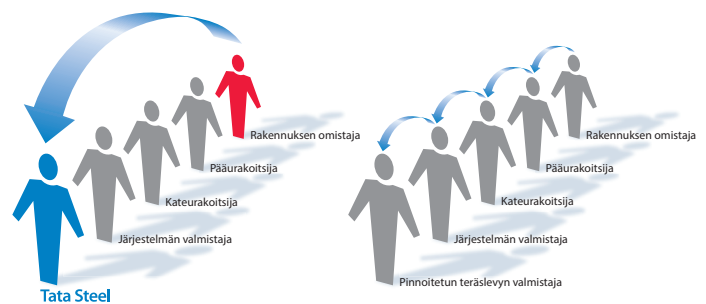 Rakennuksen omistaja
Pääurakoitsija
Kateurakoitsija
Järjestelmän valmistaja
Tata Steel
Rakennuksen omistaja
Pääurakoitsija
Kateurakoitsija
Järjestelmän valmistaja
Pinnoitetun teräslevyn valmistaja